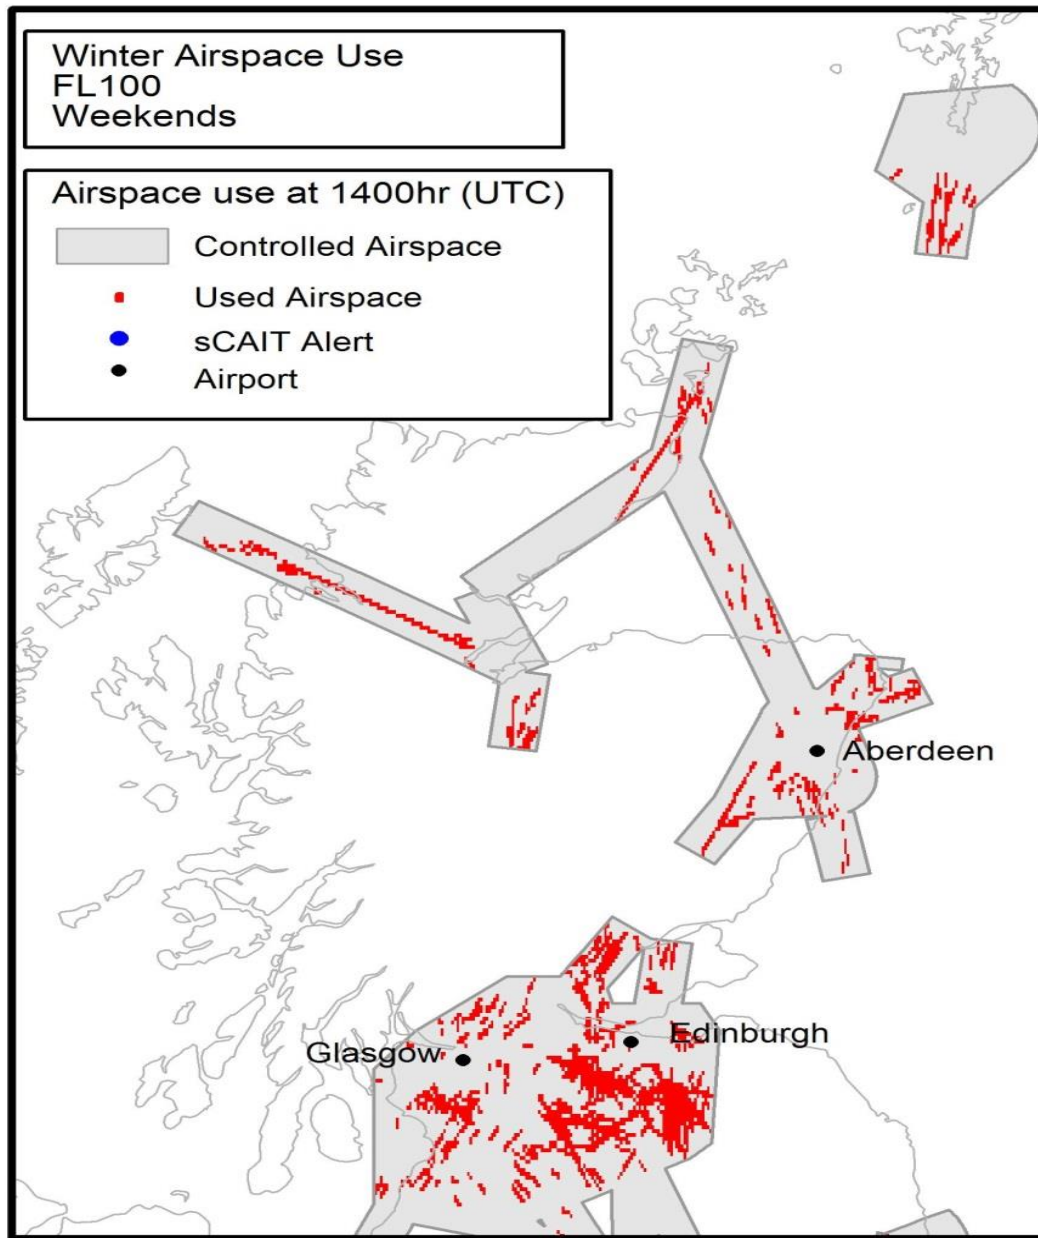 Winter Airspace Use
FL100
Weekends
Airspace use at 1400hr (UTC)
Controlled Airspace
Used Airspace
sCAIT Alert
Airport
Aberdeen
Edinburgh
Glasgow